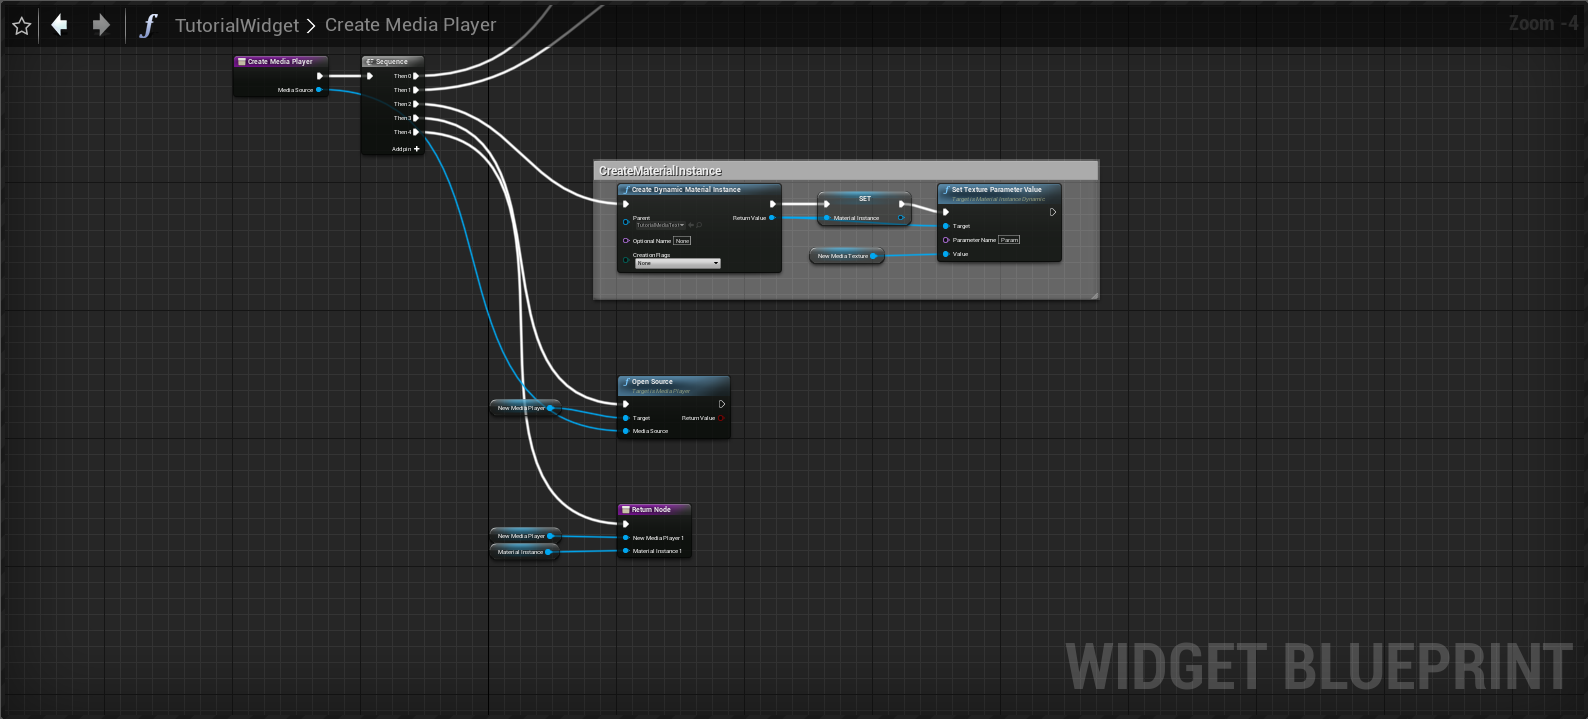 TutorialWidget > Create Media Player
Zoom -4
Create Media Player
Media Source
Sequence
Then 0
Then 1
Then 2
Then 3
Then 4
Add pin +
CreateMaterialInstance
Create Dynamic Material Instance
Parent
TutorialMediaText
Return Value
Optional Name None
Creation Flags
None
SET
Material Instance
New Media Texture
Set Texture Parameter Value
Target is Material Instance Dynamic
Target
Parameter Name Param
Value
Open Source
Target is Media Player
Target
Return Value
Media Source
New Media Player
Return Node
New Media Player 1
Material Instance 1
New Media Player
Material Instance
WIDGET BLUEPRINT